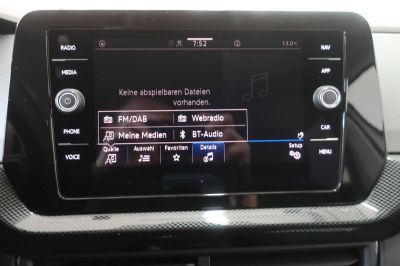 RADIO
7:52
13.0°C
NAV
MEDIA
APP
Keine abspielbaren Dateien
vorhanden.
FM/DAB
Webradio
PHONE
Meine Medien
BT-Audio
CAR
Quelle
Auswahl
Favoriten
Details
Setup
VOICE
MENU